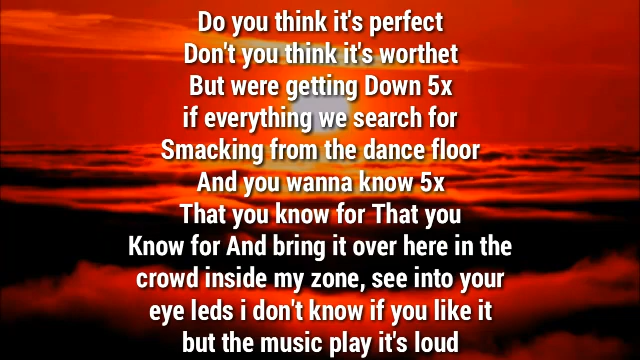 Do you think it's perfect
Don't you think it's worthet
But were getting Down 5x
if everything we search for
Smacking from the dance floor
And you wanna know 5x
That you know for That you
Know for And bring it over here in the
crowd inside my zone, see into your
eye leds i don't know if you like it
but the music play it's loud